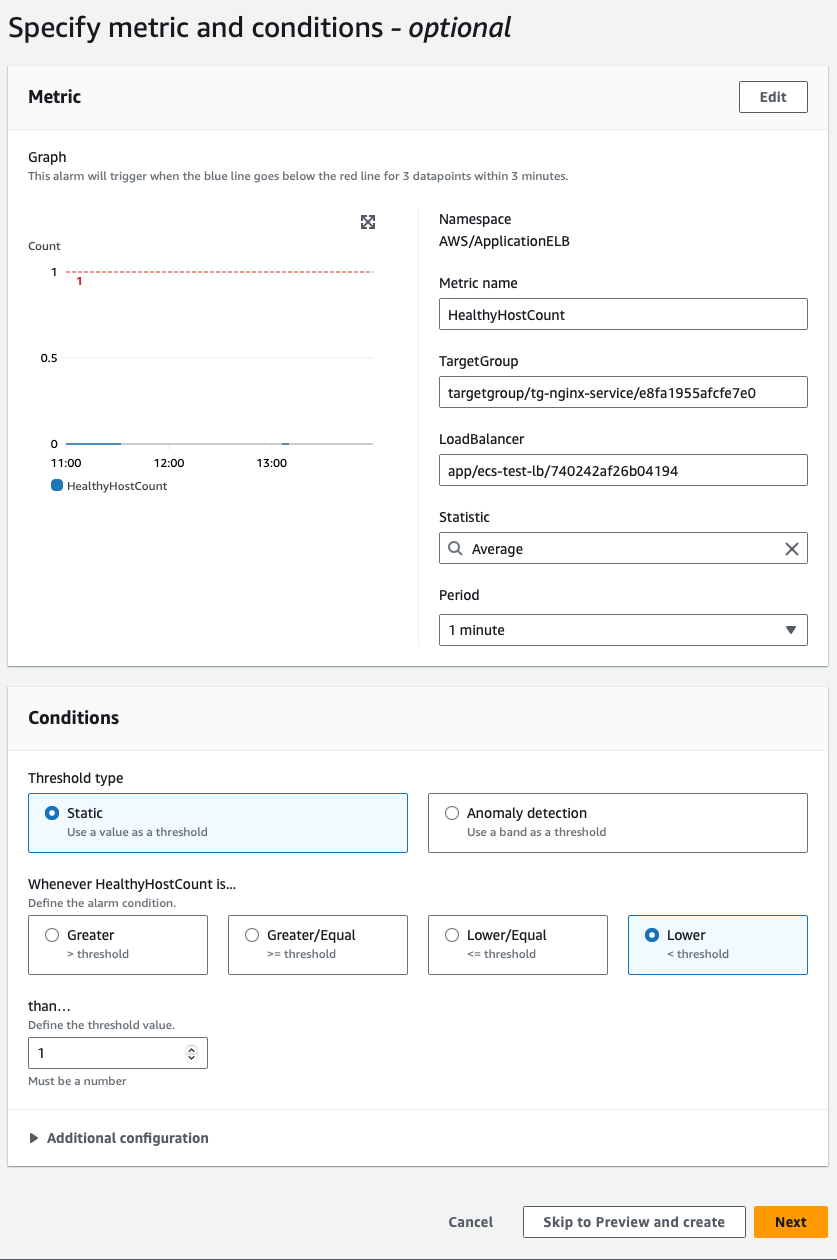 Specify metric and conditions - optional
Metric
Edit
Graph
This alarm will trigger when the blue line goes below the red line for 3 datapoints within 3 minutes.
Count
1
1
0.5
0
11:00 12:00 13:00
HealthyHostCount
Namespace
AWS/ApplicationELB
Metric name
HealthyHostCount
TargetGroup
targetgroup/tg-nginx-service/e8fa1955afcfe7e0
LoadBalancer
app/ecs-test-lb/740242af26b04194
Statistic
Average
Period
1 minute
Conditions
Threshold type
Static
Use a value as a threshold
Anomaly detection
Use a band as a threshold
Whenever HealthyHostCount is...
Define the alarm condition.
Greater
> threshold
Greater/Equal
>= threshold
Lower/Equal
<= threshold
Lower
< threshold
than...
Define the threshold value.
1
Must be a number
Additional configuration
Cancel
Skip to Preview and create
Next